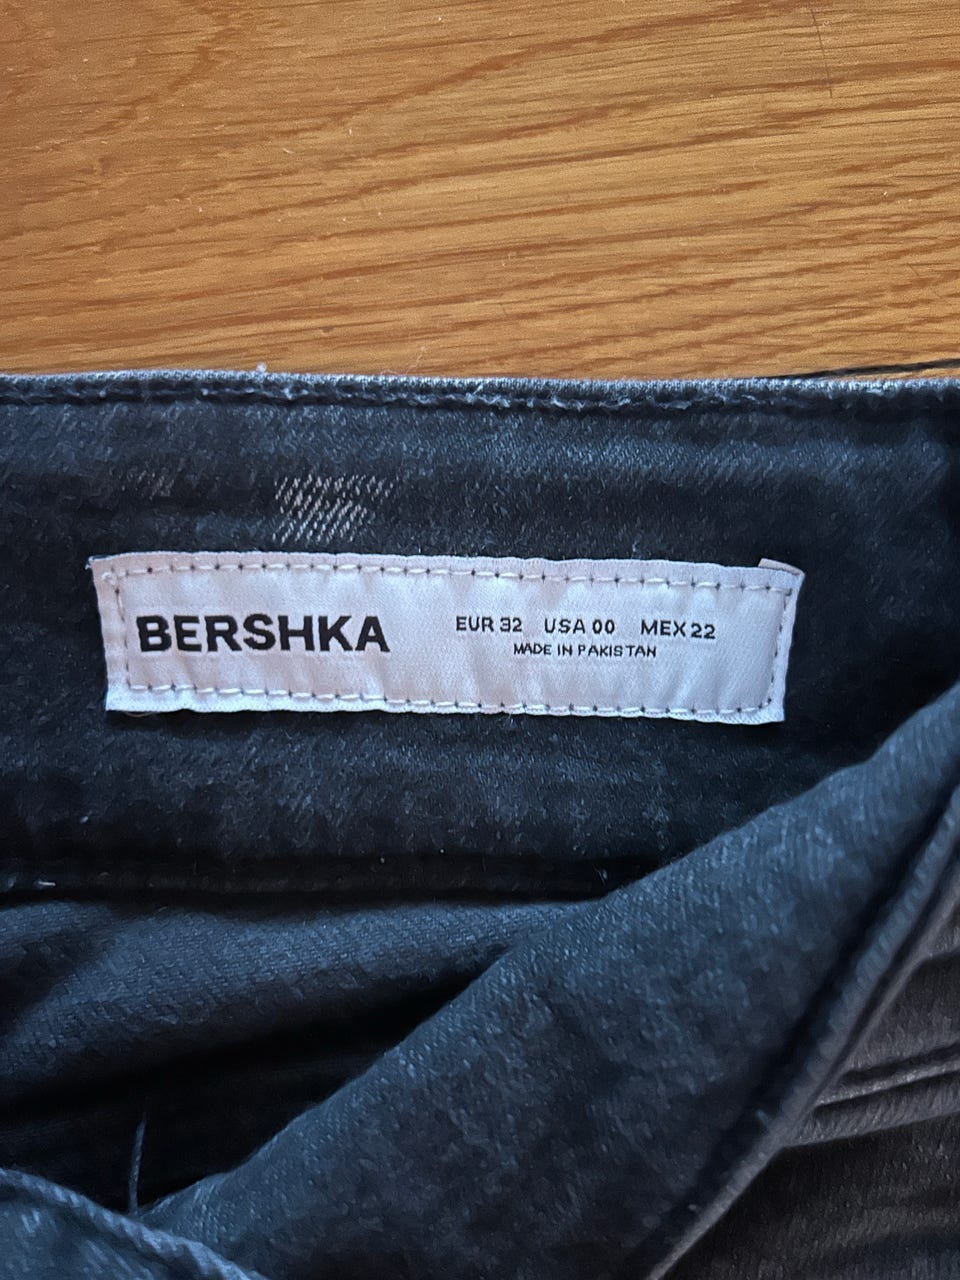 BERSHKA
EUR 32 USA 00 MEX 22
MADE IN PAKISTAN